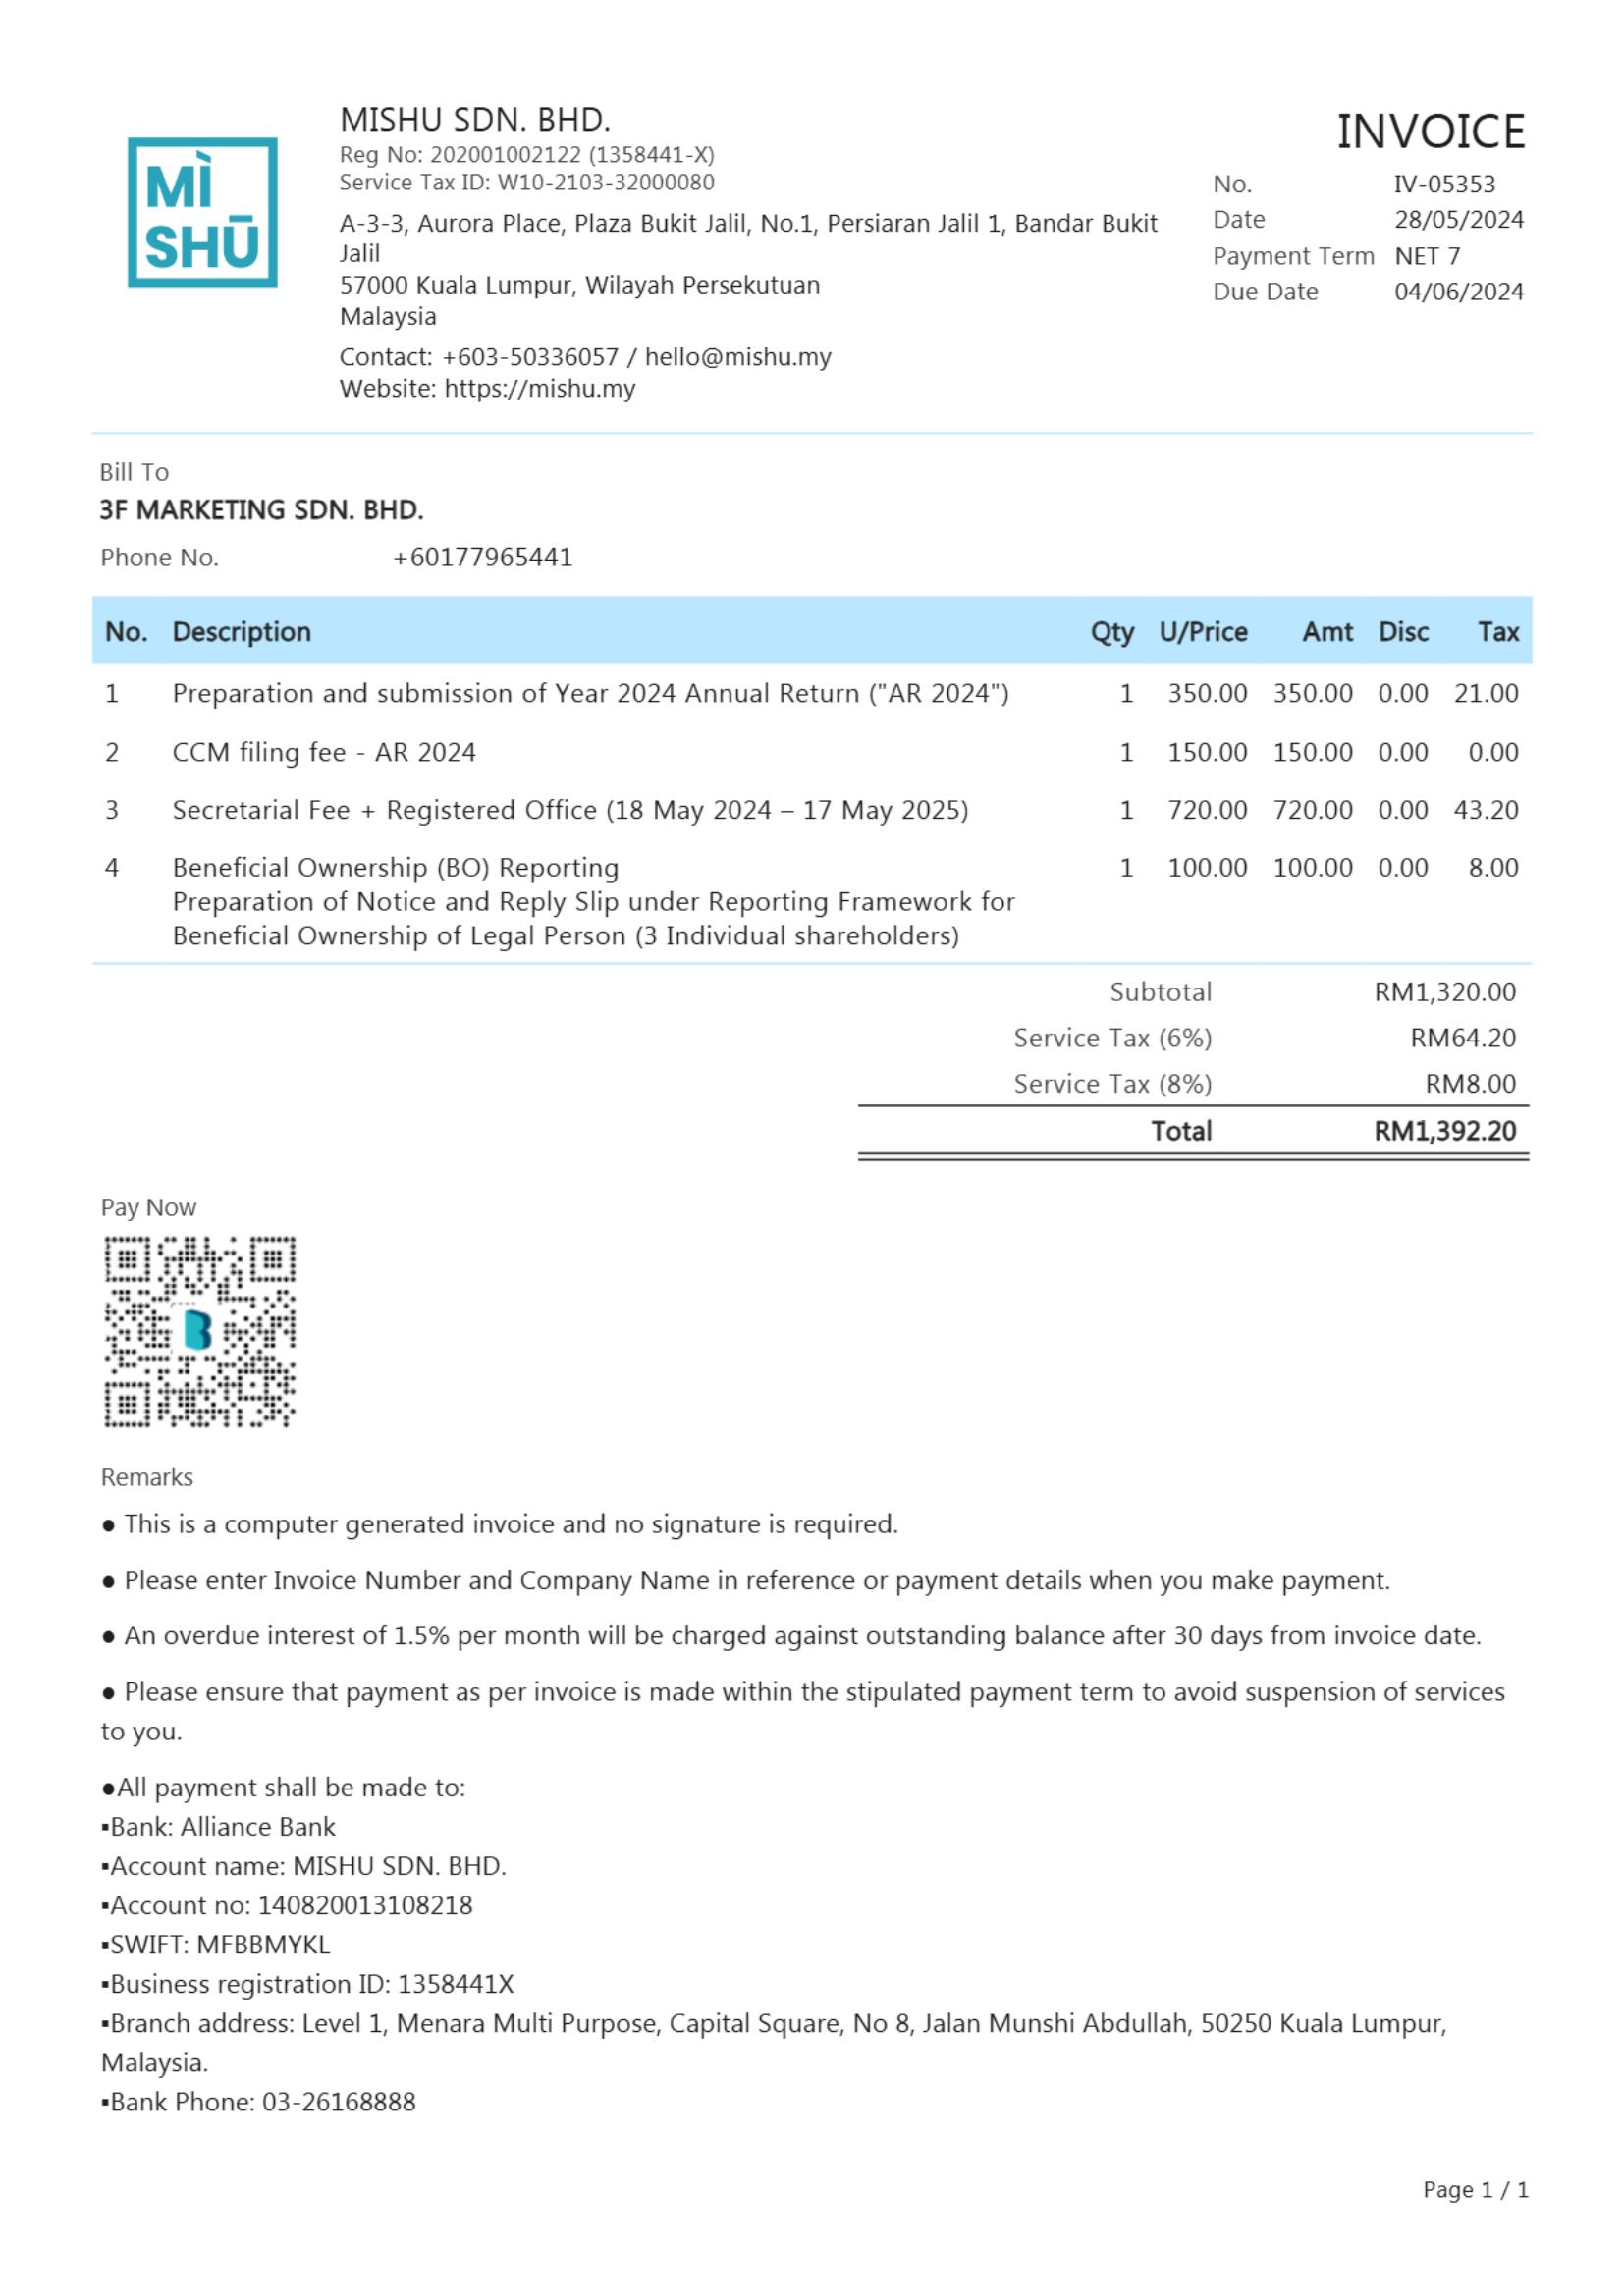 MÌ
SHŪ
MISHU SDN. BHD.
Reg No: 202001002122 (1358441-X)
Service Tax ID: W10-2103-32000080
A-3-3, Aurora Place, Plaza Bukit Jalil, No.1, Persiaran Jalil 1, Bandar Bukit
Jalil
57000 Kuala Lumpur, Wilayah Persekutuan
Malaysia
Contact: +603-50336057 / hello@mishu.my
Website: https://mishu.my
INVOICE
No. IV-05353
Date 28/05/2024
Payment Term NET 7
Due Date 04/06/2024
Bill To
3F MARKETING SDN. BHD.
Phone No. +60177965441
No. Description Qty U/Price Amt Disc Tax
1 Preparation and submission of Year 2024 Annual Return ("AR 2024") 1 350.00 350.00 0.00 21.00
2 CCM filing fee - AR 2024 1 150.00 150.00 0.00 0.00
3 Secretarial Fee + Registered Office (18 May 2024 – 17 May 2025) 1 720.00 720.00 0.00 43.20
4 Beneficial Ownership (BO) Reporting 1 100.00 100.00 0.00 8.00
Preparation of Notice and Reply Slip under Reporting Framework for
Beneficial Ownership of Legal Person (3 Individual shareholders)
Subtotal RM1,320.00
Service Tax (6%) RM64.20
Service Tax (8%) RM8.00
Total RM1,392.20
Pay Now
Remarks
● This is a computer generated invoice and no signature is required.
● Please enter Invoice Number and Company Name in reference or payment details when you make payment.
● An overdue interest of 1.5% per month will be charged against outstanding balance after 30 days from invoice date.
● Please ensure that payment as per invoice is made within the stipulated payment term to avoid suspension of services
to you.
●All payment shall be made to:
▪Bank: Alliance Bank
▪Account name: MISHU SDN. BHD.
▪Account no: 140820013108218
▪SWIFT: MFBBMYKL
▪Business registration ID: 1358441X
▪Branch address: Level 1, Menara Multi Purpose, Capital Square, No 8, Jalan Munshi Abdullah, 50250 Kuala Lumpur,
Malaysia.
▪Bank Phone: 03-26168888
Page 1 / 1